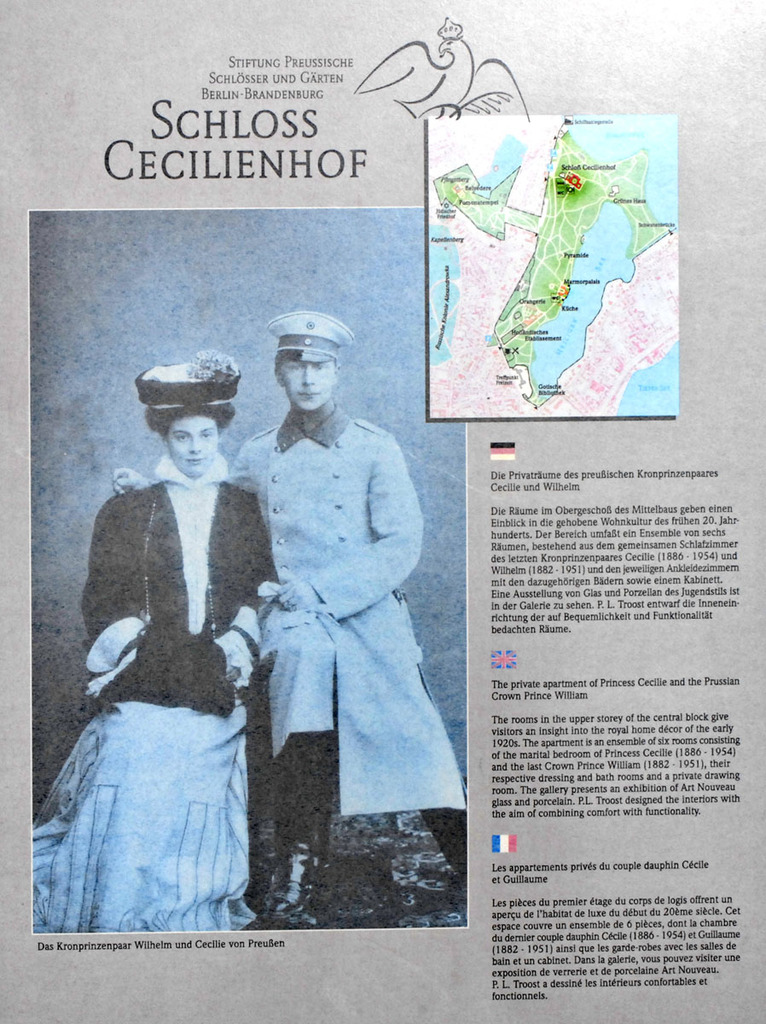 STIFTUNG PREUSSISCHE
SCHLÖSSER UND GÄRTEN
BERLIN-BRANDENBURG
SCHLOSS
CECILIENHOF
Schloß Cecilienhof
Pfingstberg
Belvedere
Pomonatempel
Jüdischer
Friedhof
Grünes Haus
Kapellenberg
Pyramide
Marmorpalais
Orangerie
Küche
Holländisches
Etablissement
Treffpunkt
Freizeit
Gotische
Bibliothek
Die Privaträume des preußischen Kronprinzenpaares
Cecilie und Wilhelm
Die Räume im Obergeschoß des Mittelbaus geben einen
Einblick in die gehobene Wohnkultur des frühen 20. Jahr-
hunderts. Der Bereich umfaßt ein Ensemble von sechs
Räumen, bestehend aus dem gemeinsamen Schlafzimmer
des letzten Kronprinzenpaares Cecilie (1886 - 1954) und
Wilhelm (1882 - 1951) und den jeweiligen Ankleidezimmern
mit den dazugehörigen Bädern sowie einem Kabinett.
Eine Ausstellung von Glas und Porzellan des Jugendstils ist
in der Galerie zu sehen. P. L. Troost entwarf die Inneneinrichtung
der auf Bequemlichkeit und Funktionalität
bedachten Räume.
The private apartment of Princess Cecilie and the Prussian
Crown Prince William
The rooms in the upper storey of the central block give
visitors an insight into the royal home décor of the early
1920s. The apartment is an ensemble of six rooms consisting
of the marital bedroom of Princess Cecilie (1886 - 1954)
and the last Crown Prince William (1882 - 1951), their
respective dressing and bath rooms and a private drawing
room. The gallery presents an exhibition of Art Nouveau
glass and porcelain. P.L. Troost designed the interiors with
the aim of combining comfort with functionality.
Les appartements privés du couple dauphin Cécile
et Guillaume
Les pièces du premier étage du corps de logis offrent un
aperçu de l'habitat de luxe du début du 20ème siècle. Cet
espace couvre un ensemble de 6 pièces, dont la chambre
du dernier couple dauphin Cécile (1886 - 1954) et Guillaume
(1882 - 1951) ainsi que les garde-robes avec les salles de
bain et un cabinet. Dans la galerie, vous pouvez visiter une
exposition de verrerie et de porcelaine Art Nouveau.
P. L. Troost a dessiné les intérieurs confortables et
fonctionnels.
Das Kronprinzenpaar Wilhelm und Cecilie von Preußen